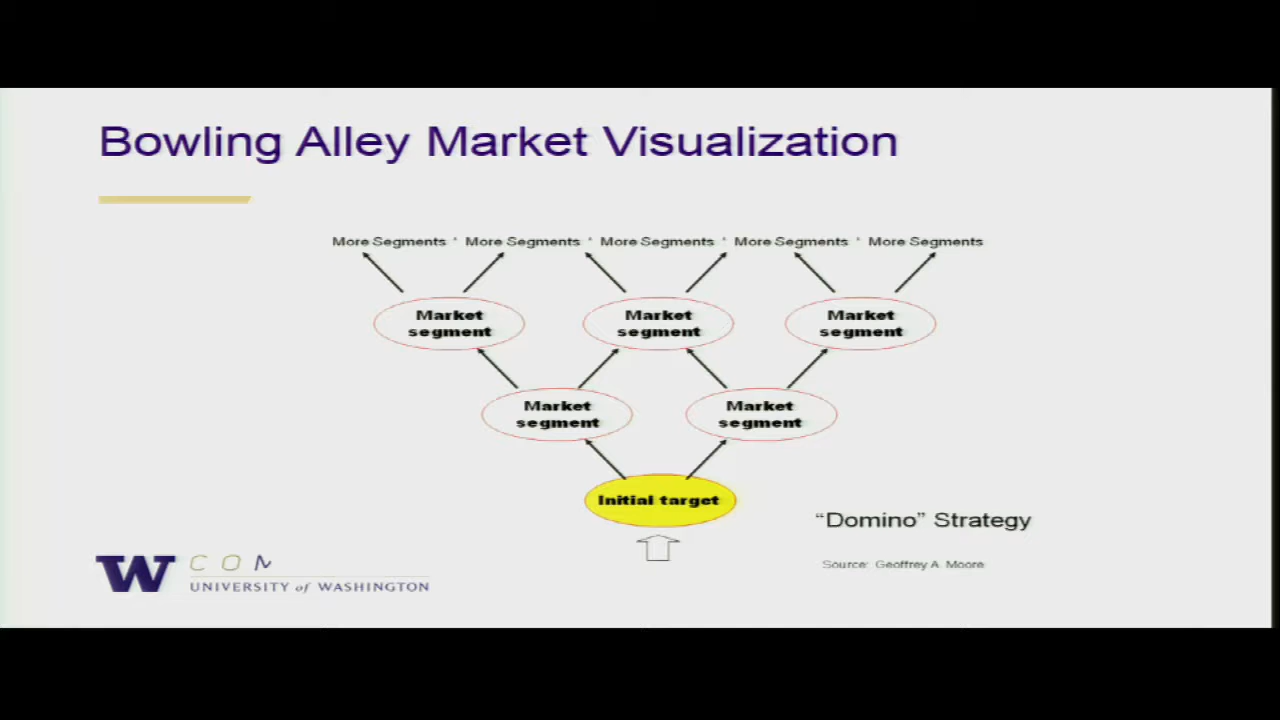 Bowling Alley Market Visualization
More Segments ' More Segments ' More Segments ' More Segments ' More Segments
Market segment
Market segment
Market segment
Market segment
Market segment
Initial target
“Domino” Strategy
Source: Geoffrey A. Moore
W C O M
UNIVERSITY of WASHINGTON